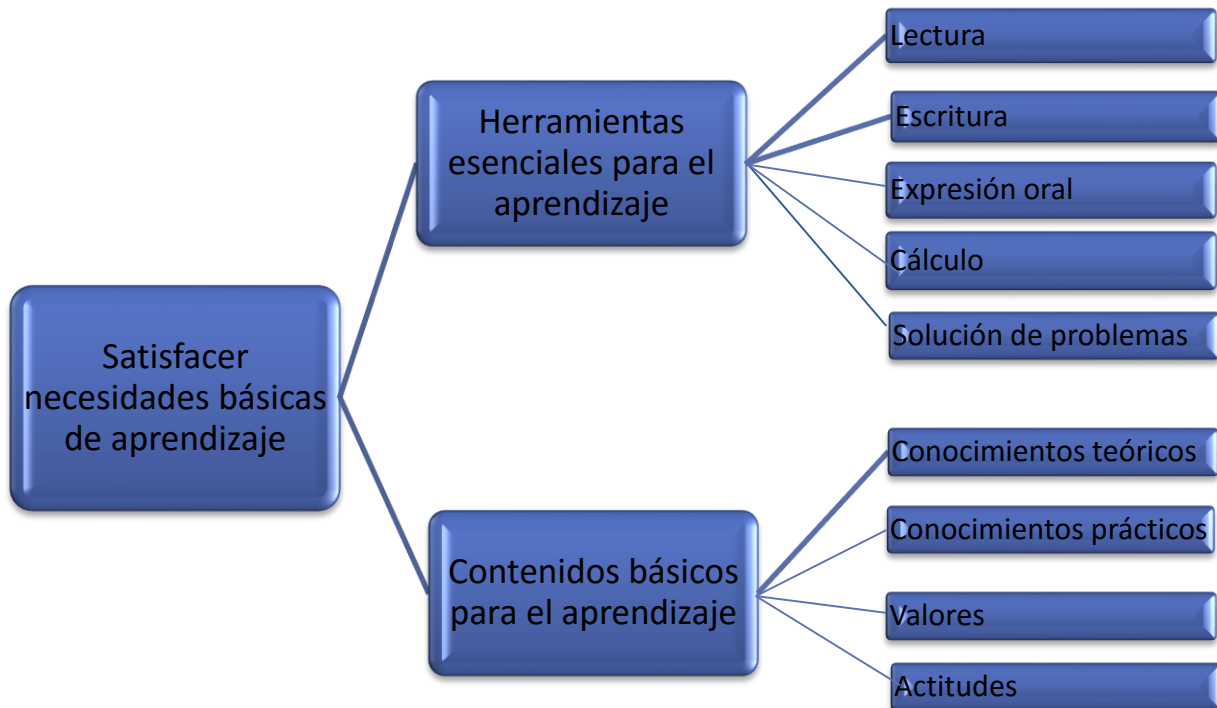 Satisfacer
necesidades básicas
de aprendizaje
Herramientas
esenciales para el
aprendizaje
Lectura
Escritura
Expresión oral
Cálculo
Solución de problemas
Contenidos básicos
para el aprendizaje
Conocimientos teóricos
Conocimientos prácticos
Valores
Actitudes